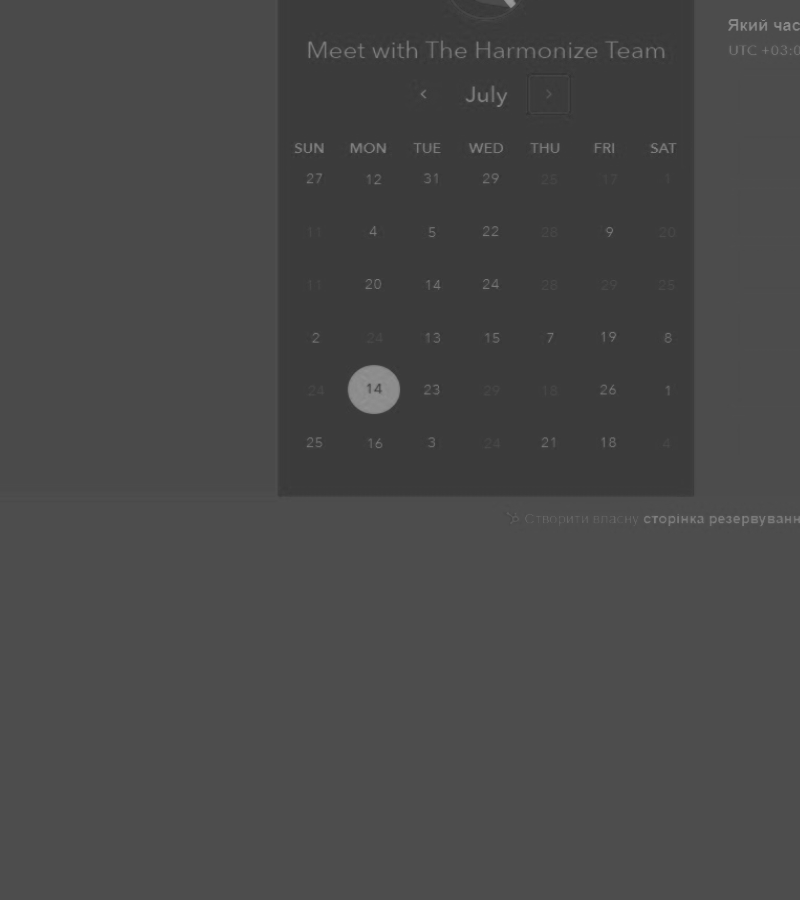 Meet with The Harmonize Team
July
SUN MON TUE WED THU FRI SAT
27 12 31 29 25 17 1
11 4 5 22 28 9 20
11 20 14 24 28 29 25
2 24 13 15 7 19 8
24 14 23 29 18 26 1
25 16 3 24 21 18 4
Який час
UTC +03:0
Створити власну сторінка резервуванн